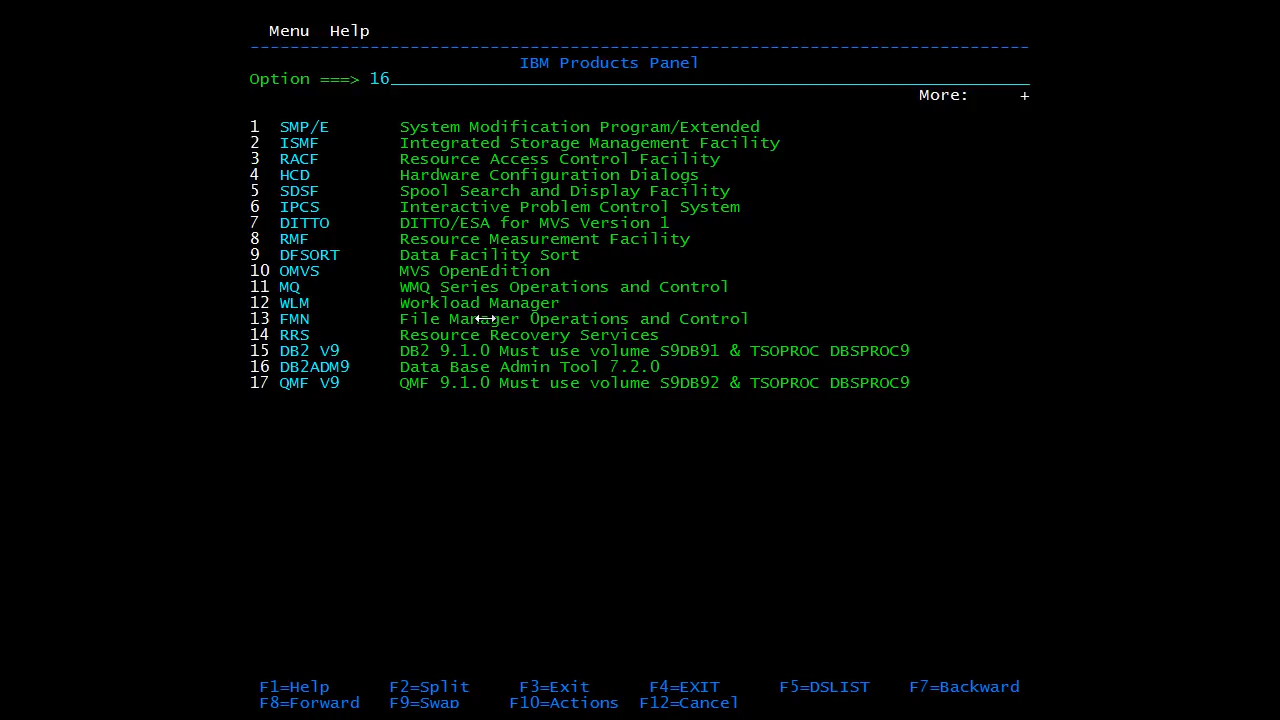 Menu Help
--------------------------------------------------------------------------------
IBM Products Panel
Option ===> 16
More: +
1 SMP/E System Modification Program/Extended
2 ISMF Integrated Storage Management Facility
3 RACF Resource Access Control Facility
4 HCD Hardware Configuration Dialogs
5 SDSF Spool Search and Display Facility
6 IPCS Interactive Problem Control System
7 DITTO DITTO/ESA for MVS Version 1
8 RMF Resource Measurement Facility
9 DFSORT Data Facility Sort
10 OMVS MVS OpenEdition
11 MQ WMQ Series Operations and Control
12 WLM Workload Manager
13 FMN File Manager Operations and Control
14 RRS Resource Recovery Services
15 DB2 V9 DB2 9.1.0 Must use volume S9DB91 & TSOPROC DBSPROC9
16 DB2ADM9 Data Base Admin Tool 7.2.0
17 QMF V9 QMF 9.1.0 Must use volume S9DB92 & TSOPROC DBSPROC9
F1=Help F2=Split F3=Exit F4=EXIT F5=DSLIST F7=Backward
F8=Forward F9=Swap F10=Actions F12=Cancel